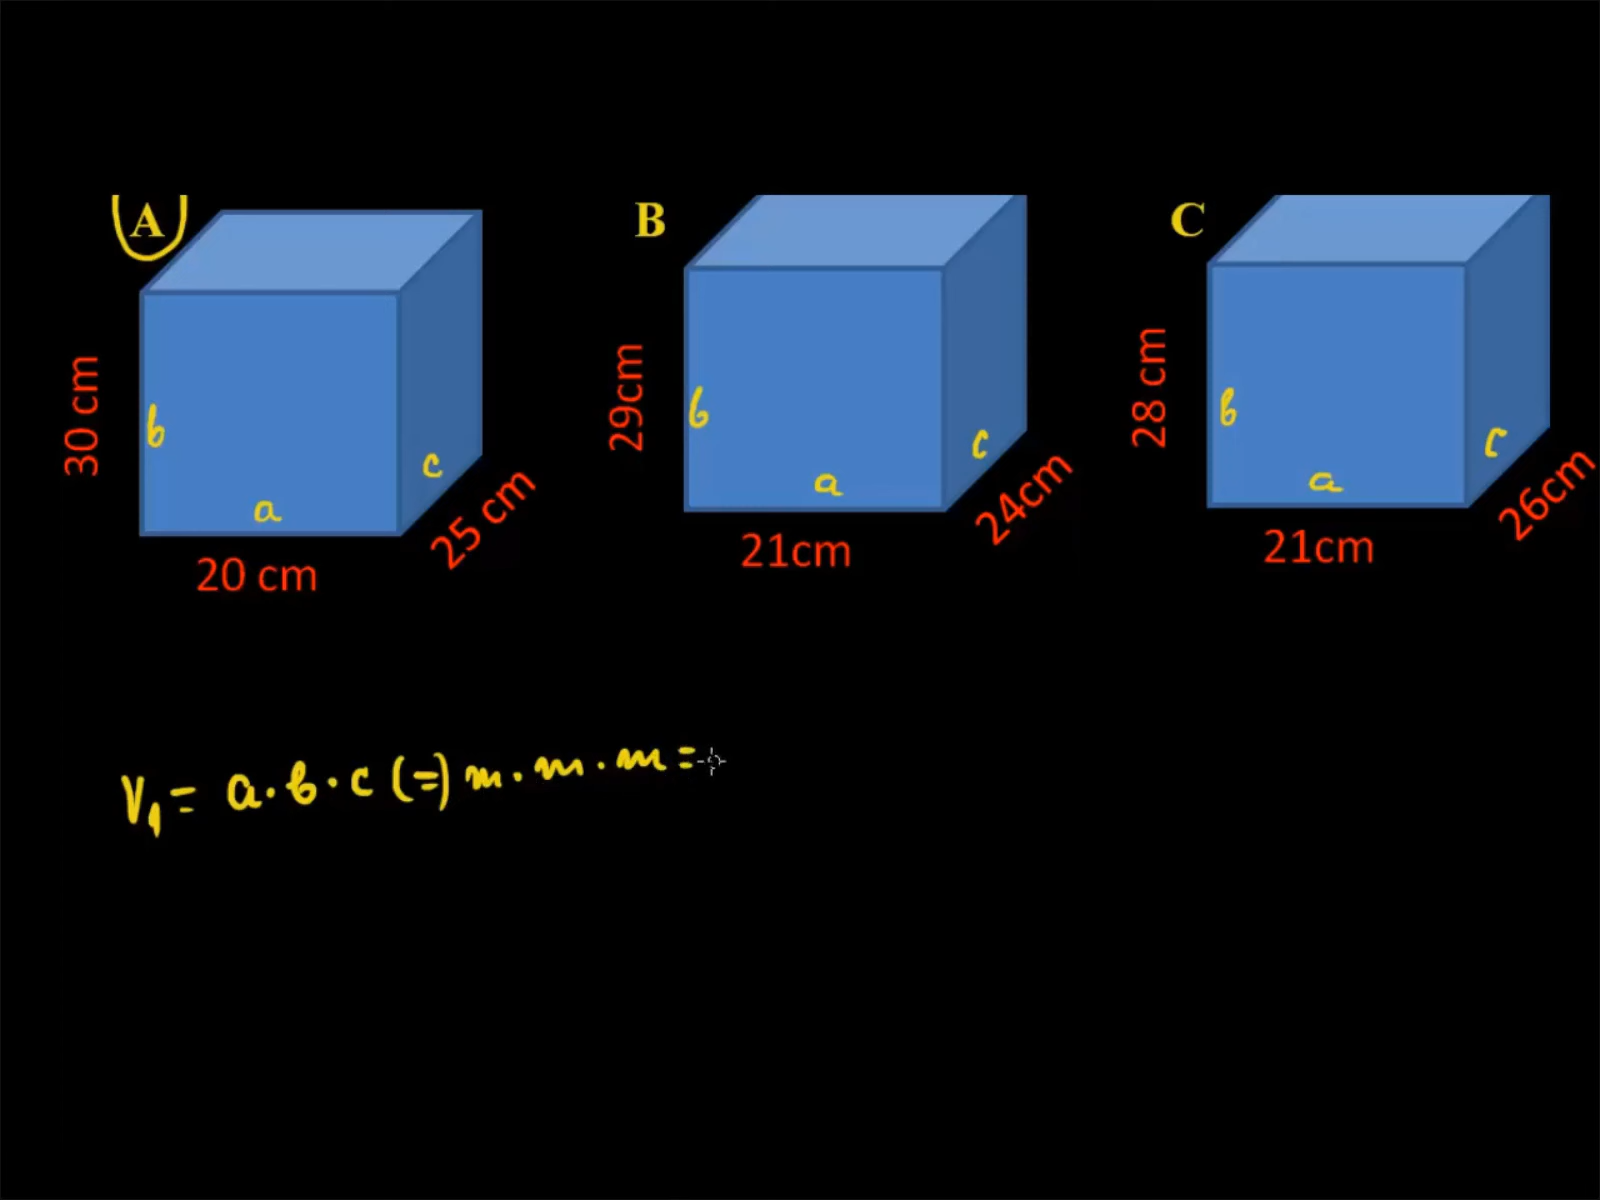 A
B
C
30 cm
b
a
c
20 cm
25 cm
29cm
b
a
c
21cm
24cm
28 cm
b
a
c
21cm
26cm
V₁ = a · b · c (=) m · m · m =